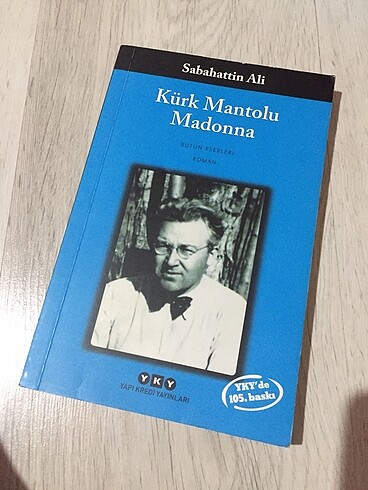 Sabahattin Ali
Kürk Mantolu
Madonna
BÜTÜN ESERLERİ
ROMAN
YKY
YAPI KREDİ YAYINLARI
YKY'de
105. baskı